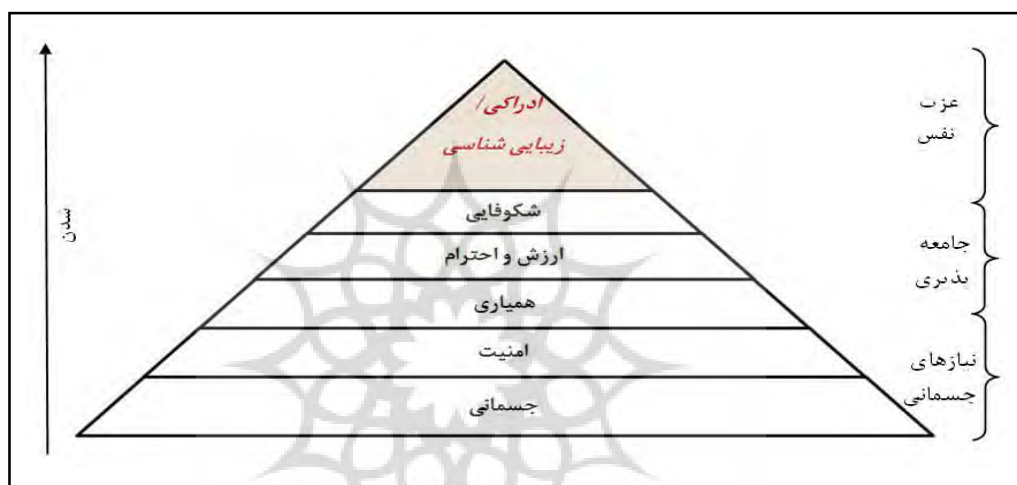 ادراکی/
زیبایی شناسی
شکوفایی
ارزش و احترام
همیاری
امنیت
جسمانی
عزت
نفس
جامعه
پذیری
نیازهای
جسمانی
شدن